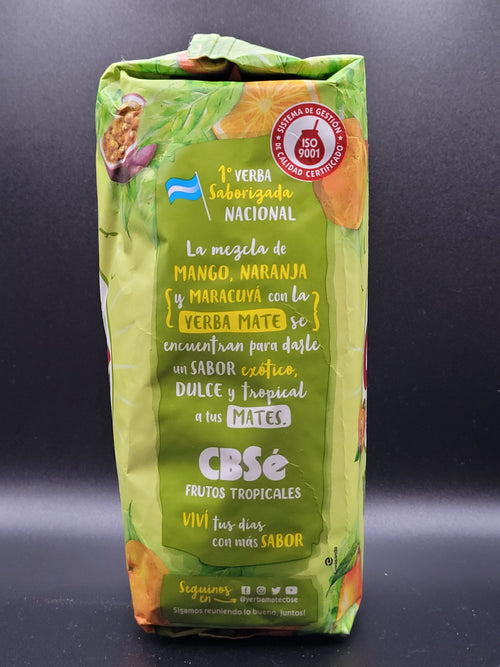 SISTEMA DE GESTIÓN
ISO
9001
DE CALIDAD CERTIFICADO
1º VERBA
Saborizada
NACIONAL
La mezcla de
MANGO, NARANJA
y MARACUYÁ con la
YERBA MATE se
encuentran para darle
un SABOR exótico,
DULCE y tropical
a tus MATES.
CBSé
FRUTOS TROPICALES
VIVÍ tus días
con más SABOR
Seguinos
en @yerbamatecbse
Sigamos reuniendo lo bueno, juntos!